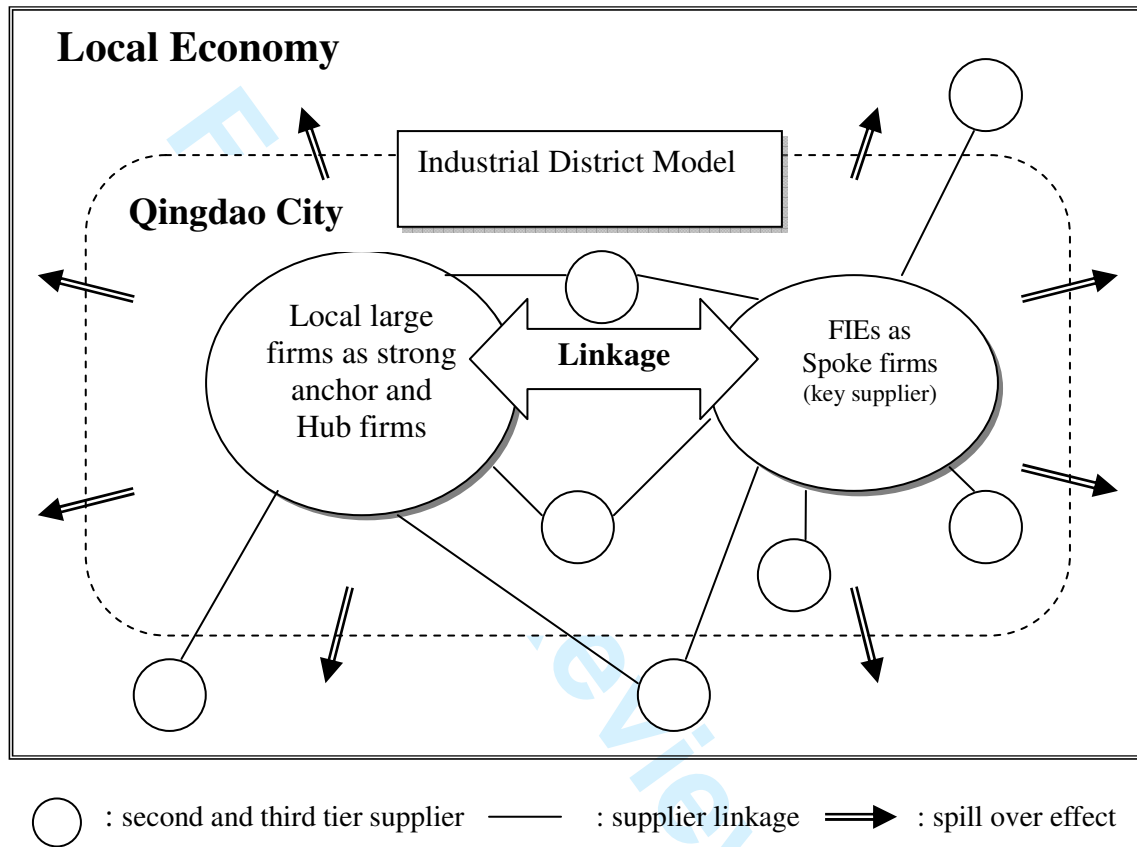 Local Economy
Industrial District Model
Qingdao City
Local large
firms as strong
anchor and
Hub firms
Linkage
FIEs as
Spoke firms
(key supplier)
: second and third tier supplier
: supplier linkage
: spill over effect